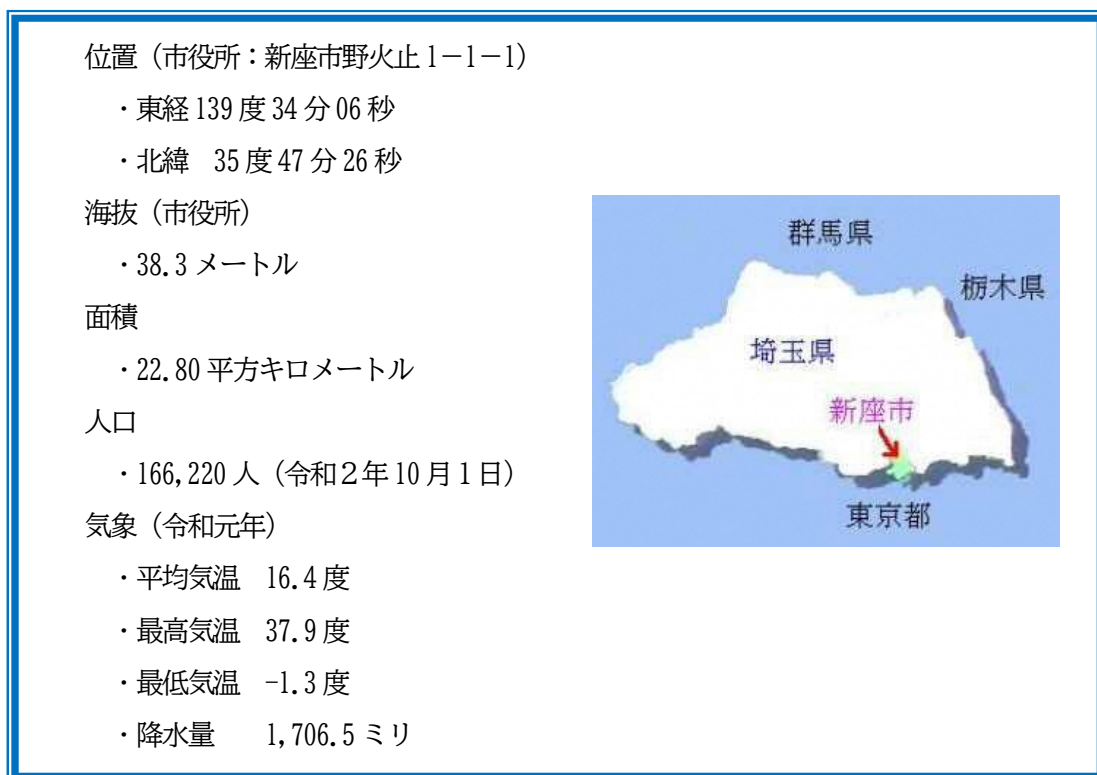 位置（市役所：新座市野火止1－1－1）
・東経139度34分06秒
・北緯　35度47分26秒
海抜（市役所）
・38.3メートル
面積
・22.80平方キロメートル
人口
・166,220人（令和２年10月1日）
気象（令和元年）
・平均気温　16.4度
・最高気温　37.9度
・最低気温　-1.3度
・降水量　　1,706.5ミリ
群馬県
栃木県
埼玉県
新座市
東京都